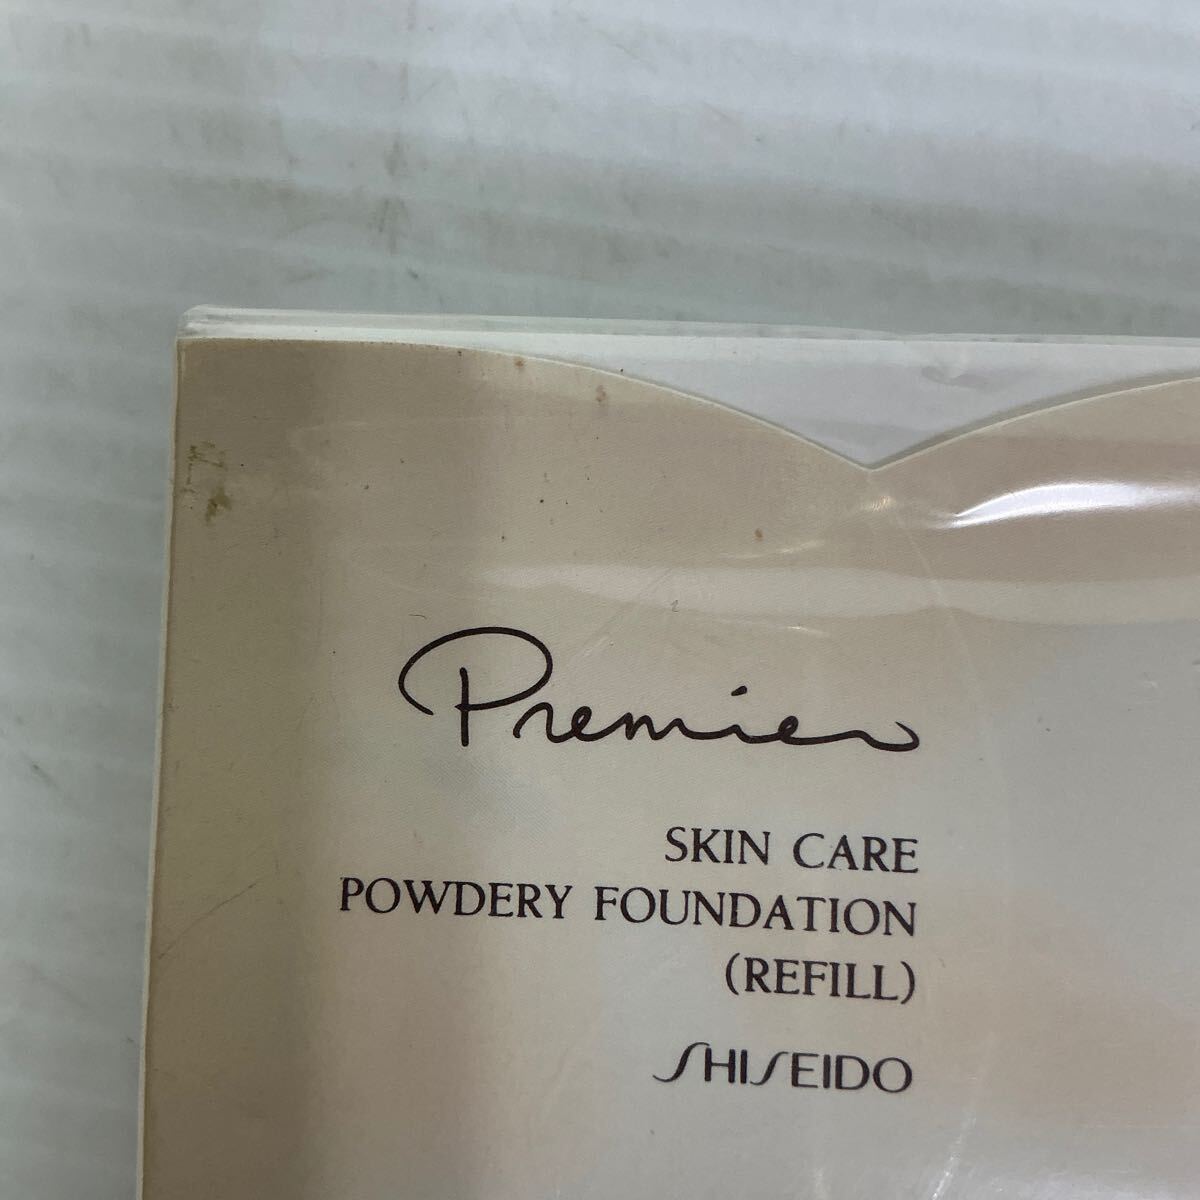 Premier
SKIN CARE
POWDERY FOUNDATION
(REFILL)
SHISEIDO